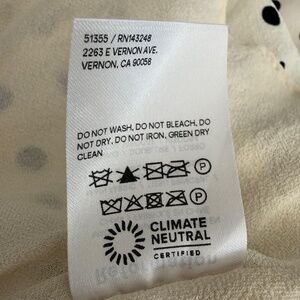 51355 / RN143248
2263 E VERNON AVE.
VERNON, CA 90058
DO NOT WASH, DO NOT BLEACH, DO
NOT DRY, DO NOT IRON, GREEN DRY
CLEAN
P
P
CLIMATE
NEUTRAL
CERTIFIED